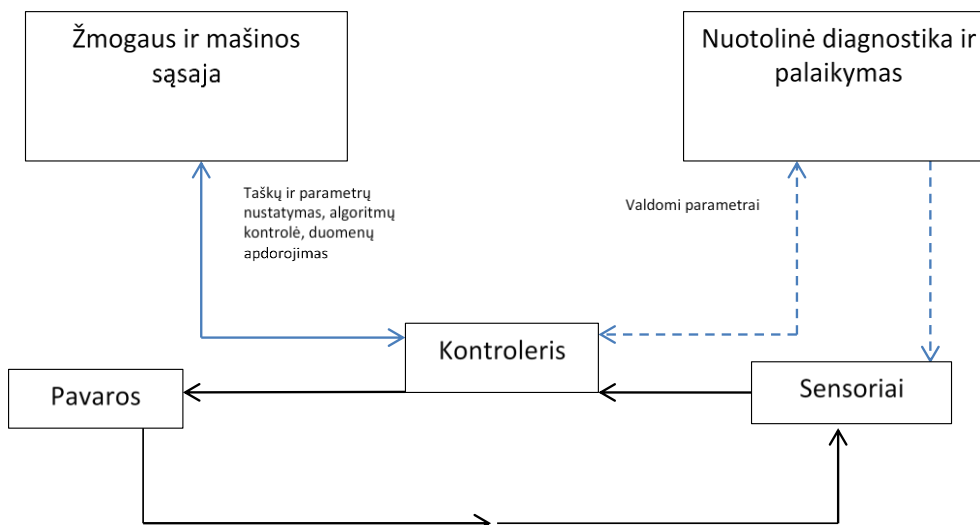 Žmogaus ir mašinos
sąsaja
Nuotolinė diagnostika ir
palaikymas
Taškų ir parametrų
nustatymas, algoritmų
kontrolė, duomenų
apdorojimas
Valdomi parametrai
Kontroleris
Pavaros
Sensoriai